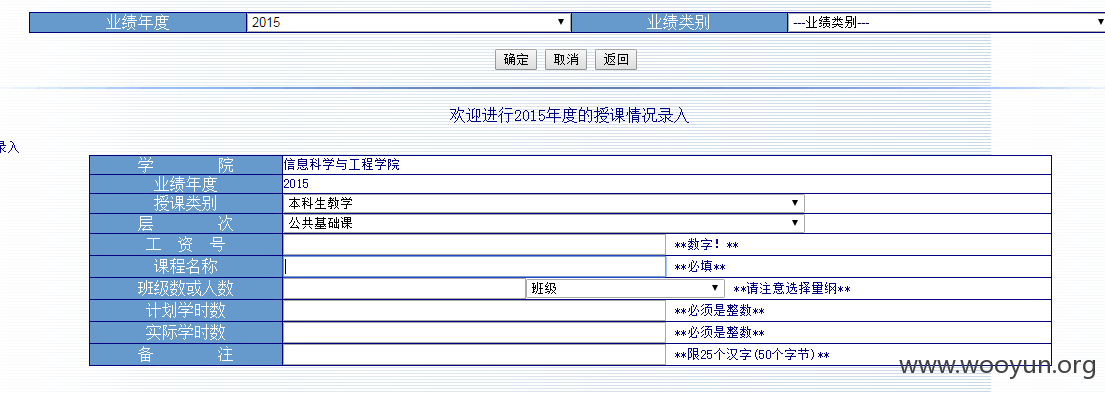 业绩年度 2015 业绩类别 ---业绩类别---
确定 取消 返回
欢迎进行2015年度的授课情况录入
录入
学 院 信息科学与工程学院
业绩年度 2015
授课类别 本科生教学
层 次 公共基础课
工 资 号 **数字！**
课程名称 **必填**
班级数或人数 班级 **请注意选择量纲**
计划学时数 **必须是整数**
实际学时数 **必须是整数**
备 注 **限25个汉字(50个字节)**
www.wooyun.org